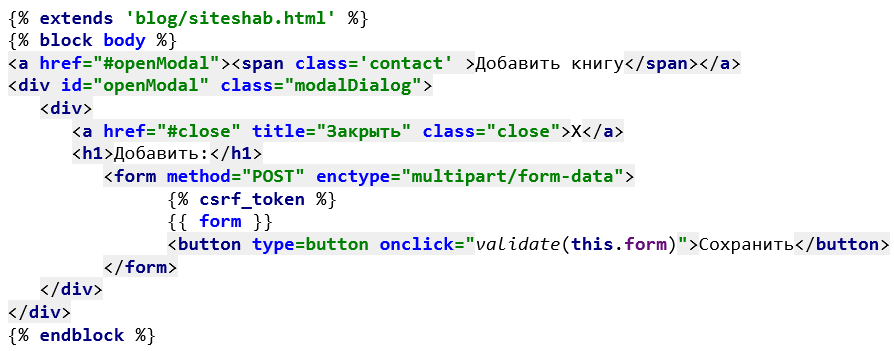 {% extends 'blog/siteshab.html' %}
{% block body %}
<a href="#openModal"><span class='contact' >Добавить книгу</span></a>
<div id="openModal" class="modalDialog">
<div>
<a href="#close" title="Закрыть" class="close">X</a>
<h1>Добавить:</h1>
<form method="POST" enctype="multipart/form-data">
{% csrf_token %}
{{ form }}
<button type=button onclick="validate(this.form)">Сохранить</button>
</form>
</div>
</div>
{% endblock %}